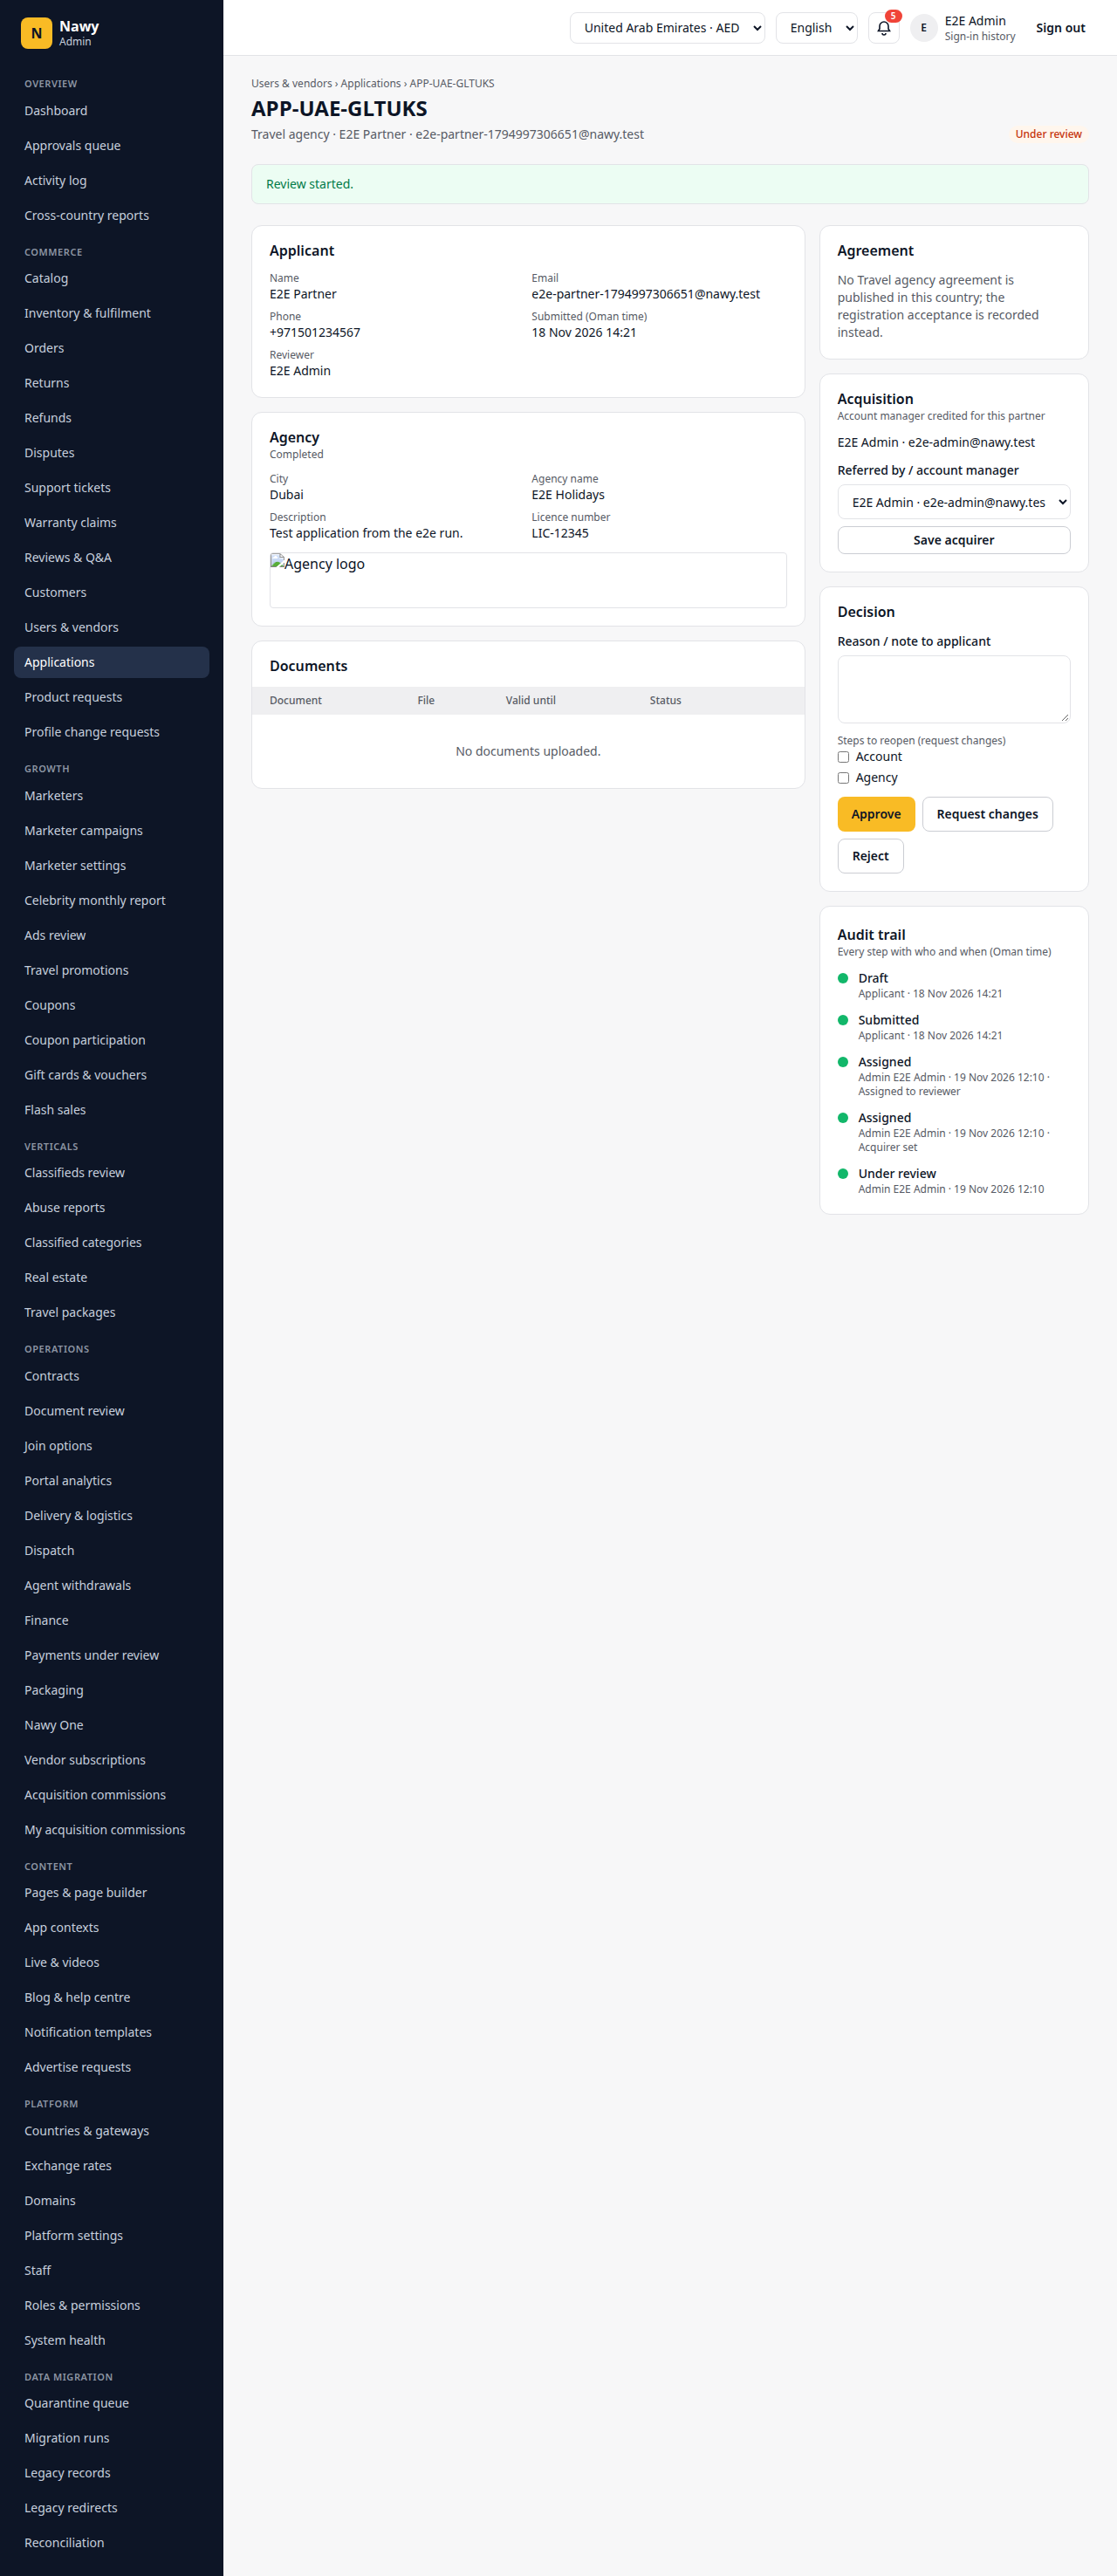 N
Nawy
Admin
OVERVIEW
Dashboard
Approvals queue
Activity log
Cross-country reports
COMMERCE
Catalog
Inventory & fulfilment
Orders
Returns
Refunds
Disputes
Support tickets
Warranty claims
Reviews & Q&A
Customers
Users & vendors
Applications
Product requests
Profile change requests
GROWTH
Marketers
Marketer campaigns
Marketer settings
Celebrity monthly report
Ads review
Travel promotions
Coupons
Coupon participation
Gift cards & vouchers
Flash sales
VERTICALS
Classifieds review
Abuse reports
Classified categories
Real estate
Travel packages
OPERATIONS
Contracts
Document review
Join options
Portal analytics
Delivery & logistics
Dispatch
Agent withdrawals
Finance
Payments under review
Packaging
Nawy One
Vendor subscriptions
Acquisition commissions
My acquisition commissions
CONTENT
Pages & page builder
App contexts
Live & videos
Blog & help centre
Notification templates
Advertise requests
PLATFORM
Countries & gateways
Exchange rates
Domains
Platform settings
Staff
Roles & permissions
System health
DATA MIGRATION
Quarantine queue
Migration runs
Legacy records
Legacy redirects
Reconciliation
United Arab Emirates · AED
English
5
E
E2E Admin
Sign-in history
Sign out
Users & vendors › Applications › APP-UAE-GLTUKS
APP-UAE-GLTUKS
Travel agency · E2E Partner · e2e-partner-1794997306651@nawy.test
Under review
Review started.
Applicant
Name
E2E Partner
Email
e2e-partner-1794997306651@nawy.test
Phone
+971501234567
Submitted (Oman time)
18 Nov 2026 14:21
Reviewer
E2E Admin
Agency
Completed
City
Dubai
Agency name
E2E Holidays
Description
Test application from the e2e run.
Licence number
LIC-12345
Agency logo
Documents
Document File Valid until Status
No documents uploaded.
Agreement
No Travel agency agreement is
published in this country; the
registration acceptance is recorded
instead.
Acquisition
Account manager credited for this partner
E2E Admin · e2e-admin@nawy.test
Referred by / account manager
E2E Admin · e2e-admin@nawy.tes
Save acquirer
Decision
Reason / note to applicant
Steps to reopen (request changes)
Account
Agency
Approve
Request changes
Reject
Audit trail
Every step with who and when (Oman time)
Draft
Applicant · 18 Nov 2026 14:21
Submitted
Applicant · 18 Nov 2026 14:21
Assigned
Admin E2E Admin · 19 Nov 2026 12:10 ·
Assigned to reviewer
Assigned
Admin E2E Admin · 19 Nov 2026 12:10 ·
Acquirer set
Under review
Admin E2E Admin · 19 Nov 2026 12:10